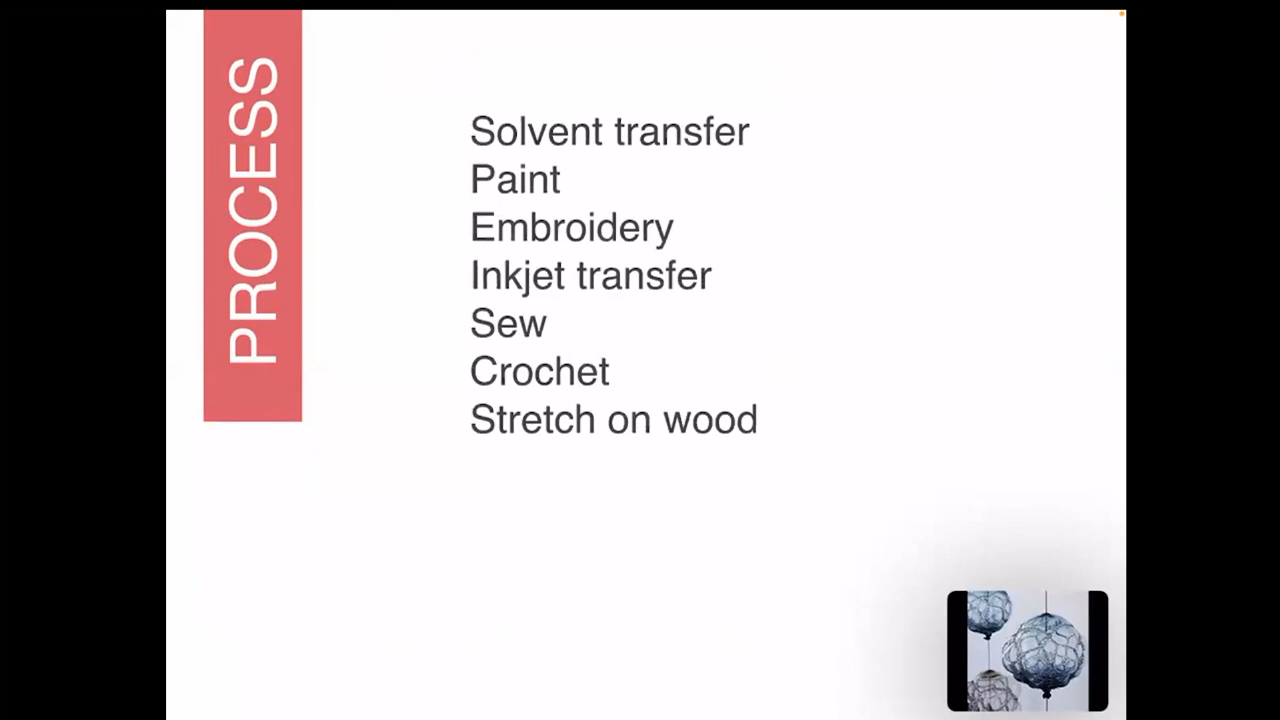 PROCESS
Solvent transfer
Paint
Embroidery
Inkjet transfer
Sew
Crochet
Stretch on wood